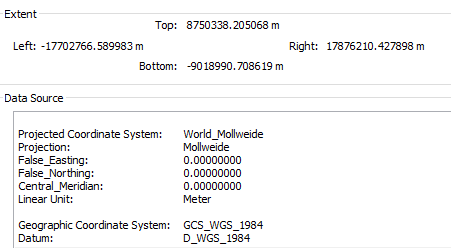 Extent
Top: 8750338.205068 m
Left: -17702766.589983 m Right: 17876210.427898 m
Bottom: -9018990.708619 m
Data Source
Projected Coordinate System: World_Mollweide
Projection: Mollweide
False_Easting: 0.00000000
False_Northing: 0.00000000
Central_Meridian: 0.00000000
Linear Unit: Meter
Geographic Coordinate System: GCS_WGS_1984
Datum: D_WGS_1984